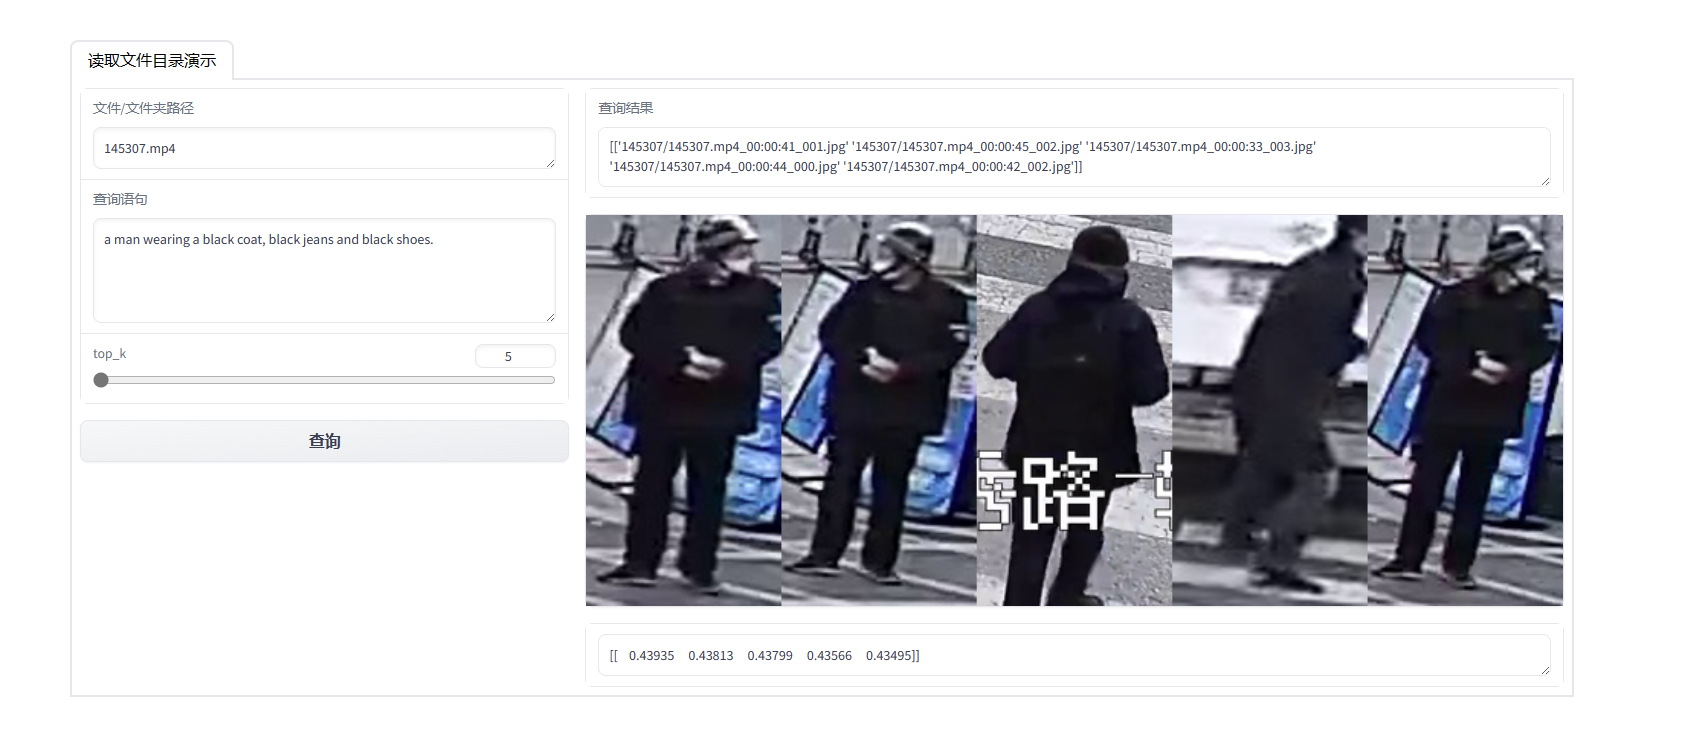 读取文件目录演示
文件/文件夹路径
145307.mp4
查询语句
a man wearing a black coat, black jeans and black shoes.
top_k
5
查询
查询结果
[['145307/145307.mp4_00:00:41_001.jpg' '145307/145307.mp4_00:00:45_002.jpg' '145307/145307.mp4_00:00:33_003.jpg'
'145307/145307.mp4_00:00:44_000.jpg' '145307/145307.mp4_00:00:42_002.jpg']]
路一
[[ 0.43935 0.43813 0.43799 0.43566 0.43495]]